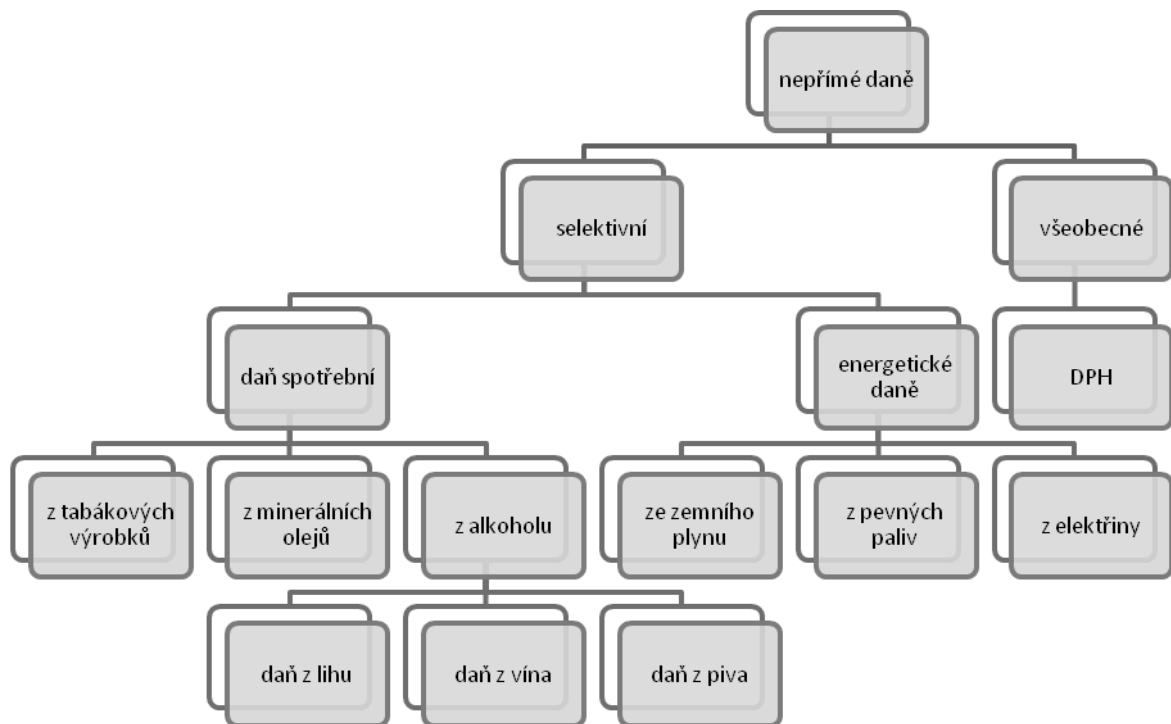 nepřímé daně
selektivní
všeobecné
daň spotřební
energetické
daně
DPH
z tabákových
výrobků
z minerálních
olejů
z alkoholu
ze zemního
plynu
z pevných
paliv
z elektřiny
daň z lihu
daň z vína
daň z piva